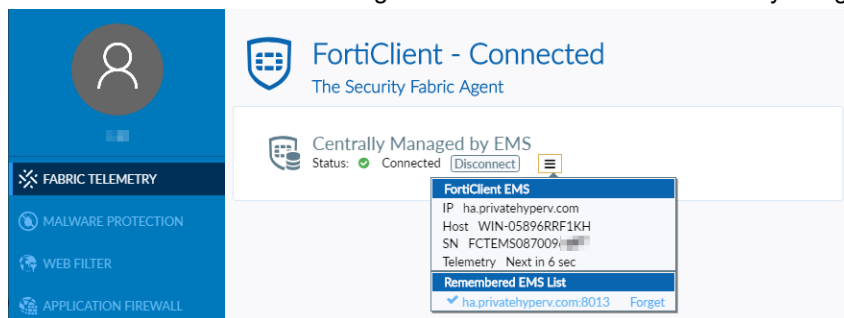 FortiClient - Connected
The Security Fabric Agent
Centrally Managed by EMS
Status: Connected Disconnect
FABRIC TELEMETRY
MALWARE PROTECTION
WEB FILTER
APPLICATION FIREWALL
FortiClient EMS
IP ha.privatehyperv.com
Host WIN-05896RRF1KH
SN FCTEMS087009
Telemetry Next in 6 sec
Remembered EMS List
ha.privatehyperv.com:8013 Forget